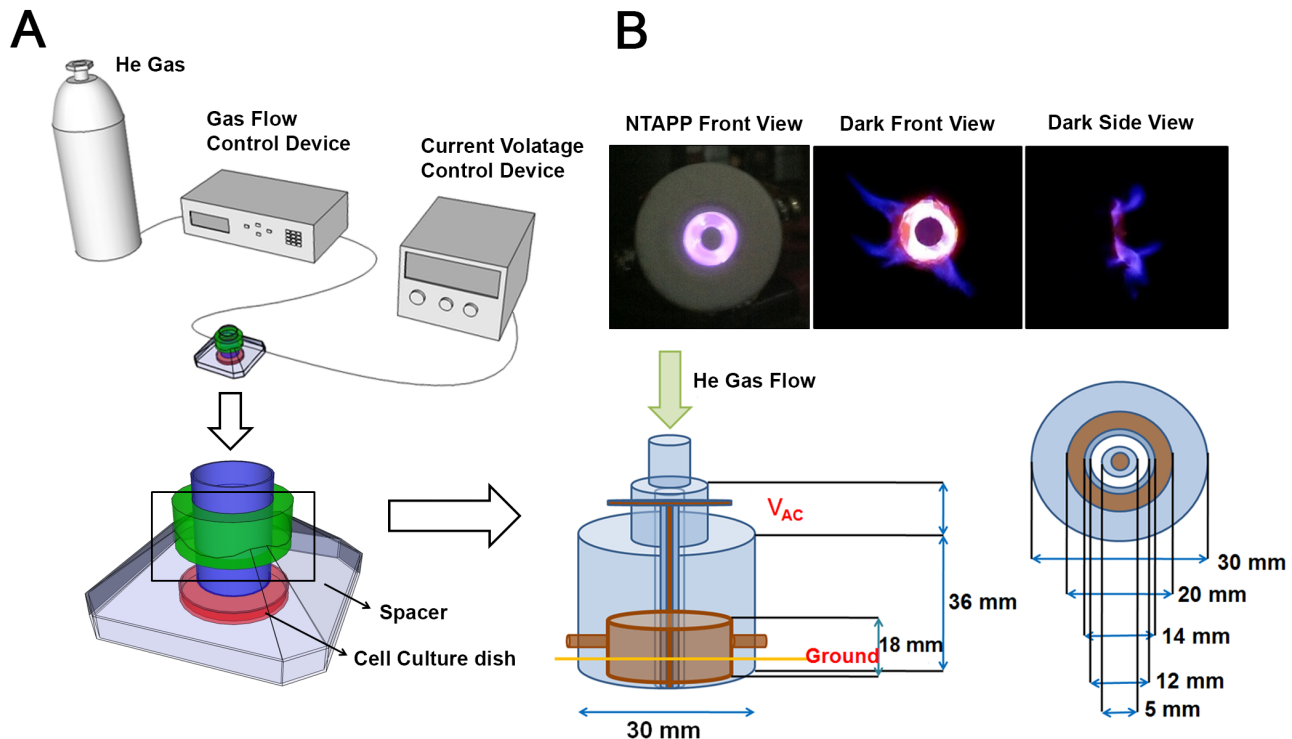 A
He Gas
Gas Flow
Control Device
Current Volatage
Control Device
Spacer
Cell Culture dish
B
NTAPP Front View
Dark Front View
Dark Side View
He Gas Flow
VAC
36 mm
18 mm
Ground
30 mm
30 mm
20 mm
14 mm
12 mm
5 mm